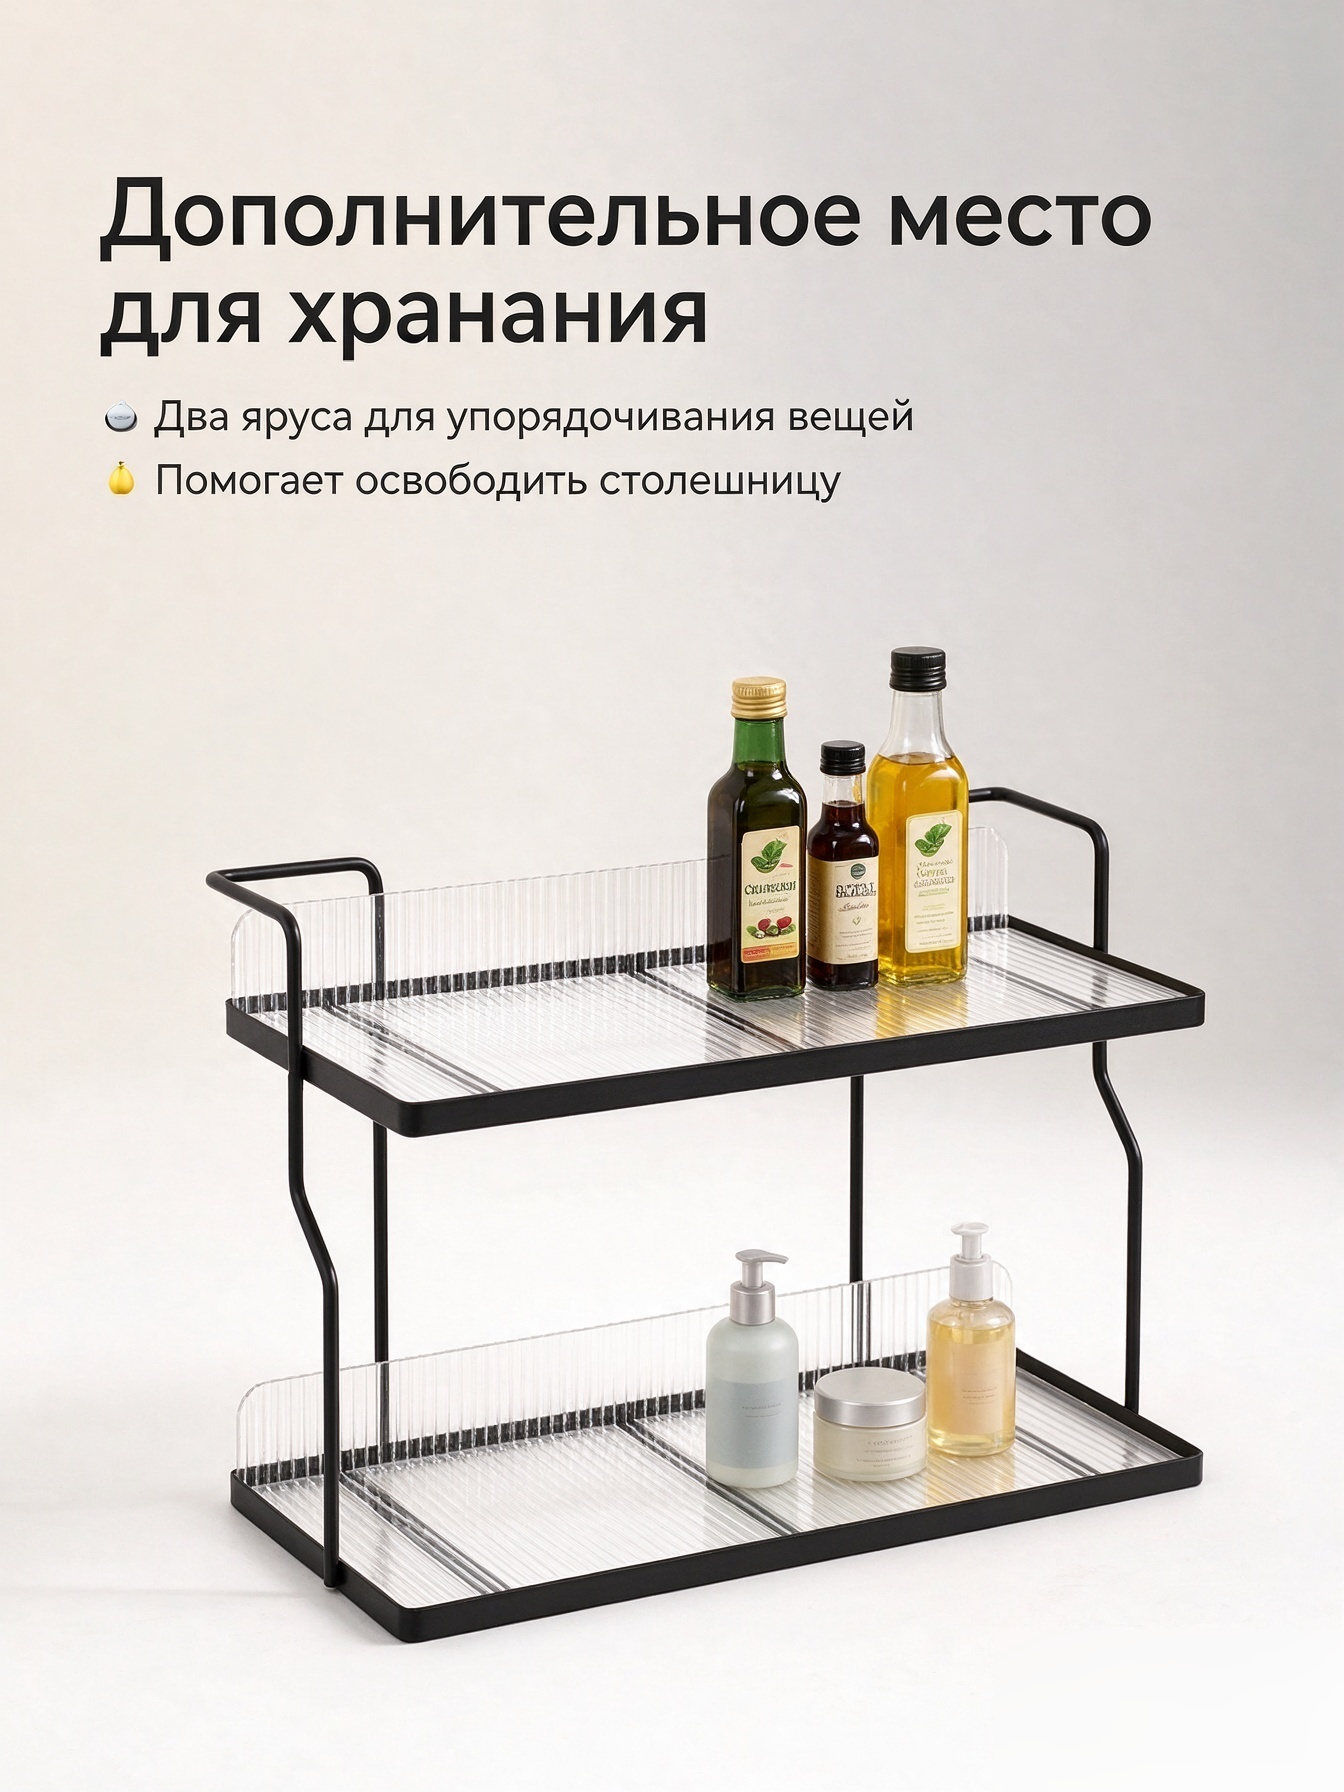 Дополнительное место
для хранания
Два яруса для упорядочивания вещей
Помогает освободить столешницу